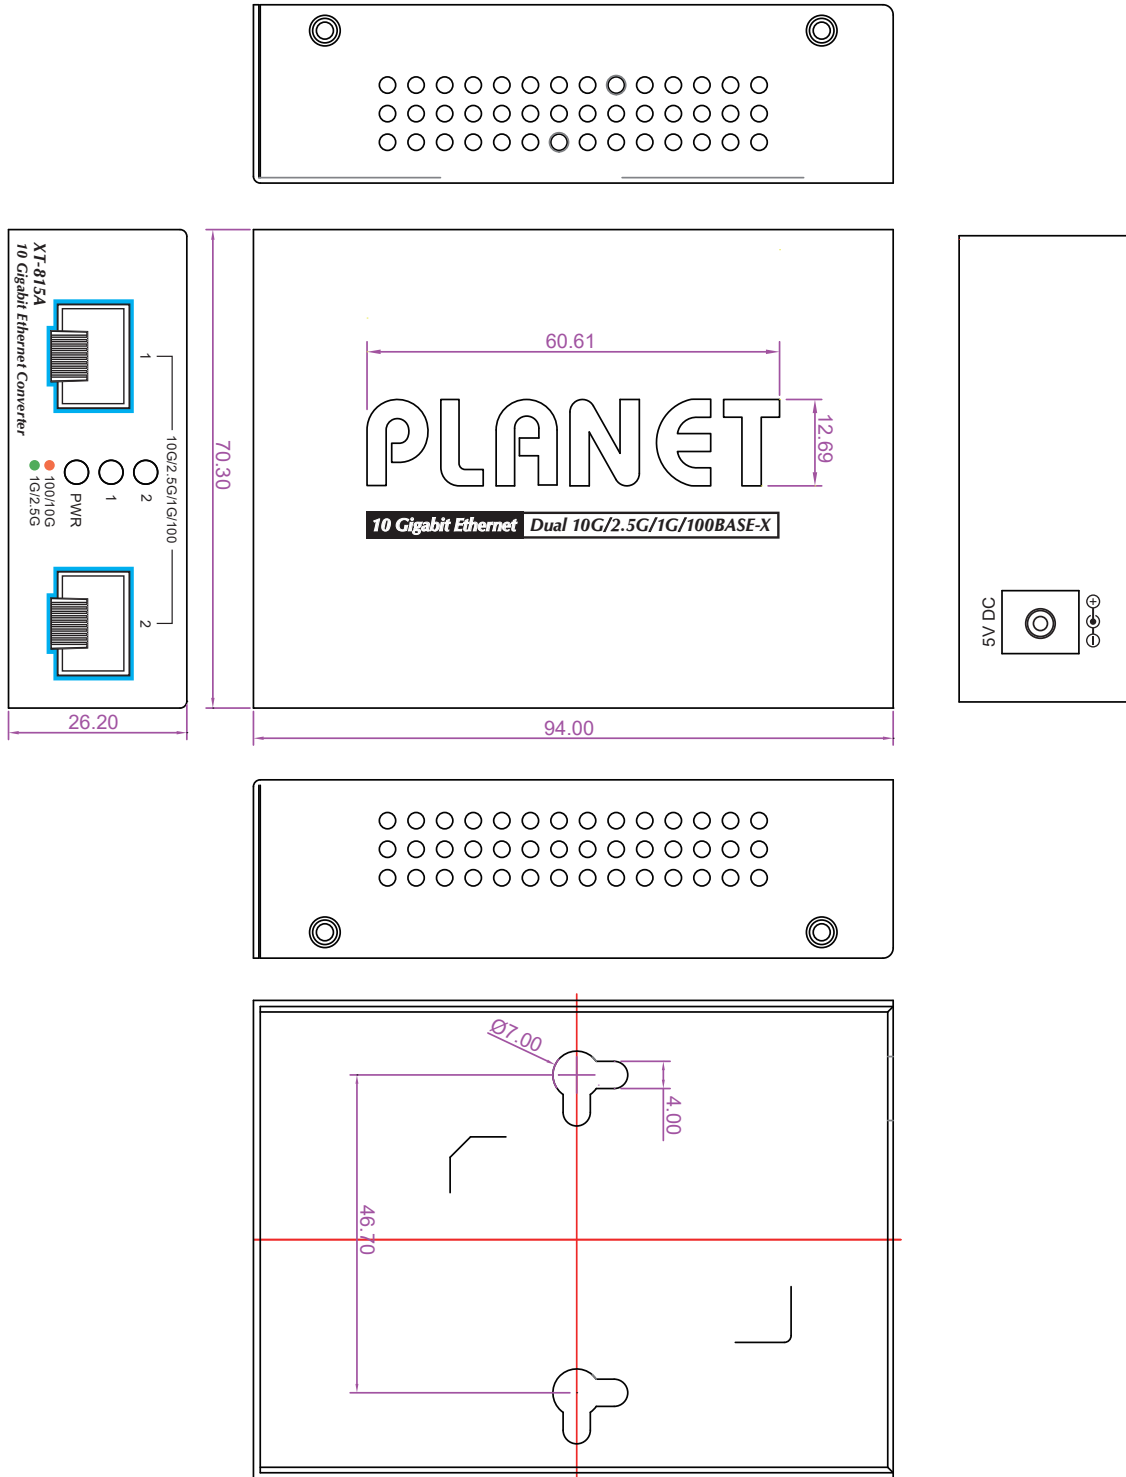 XT-815A
10 Gigabit Ethernet Converter
1
10G/2.5G/1G/100
2
2
1
PWR
100/10G
1G/2.5G
26.20
70.30
60.61
PLANET
12.69
10 Gigabit Ethernet Dual 10G/2.5G/1G/100BASE-X
94.00
5V DC
+
-
Ø7.00
4.00
46.70